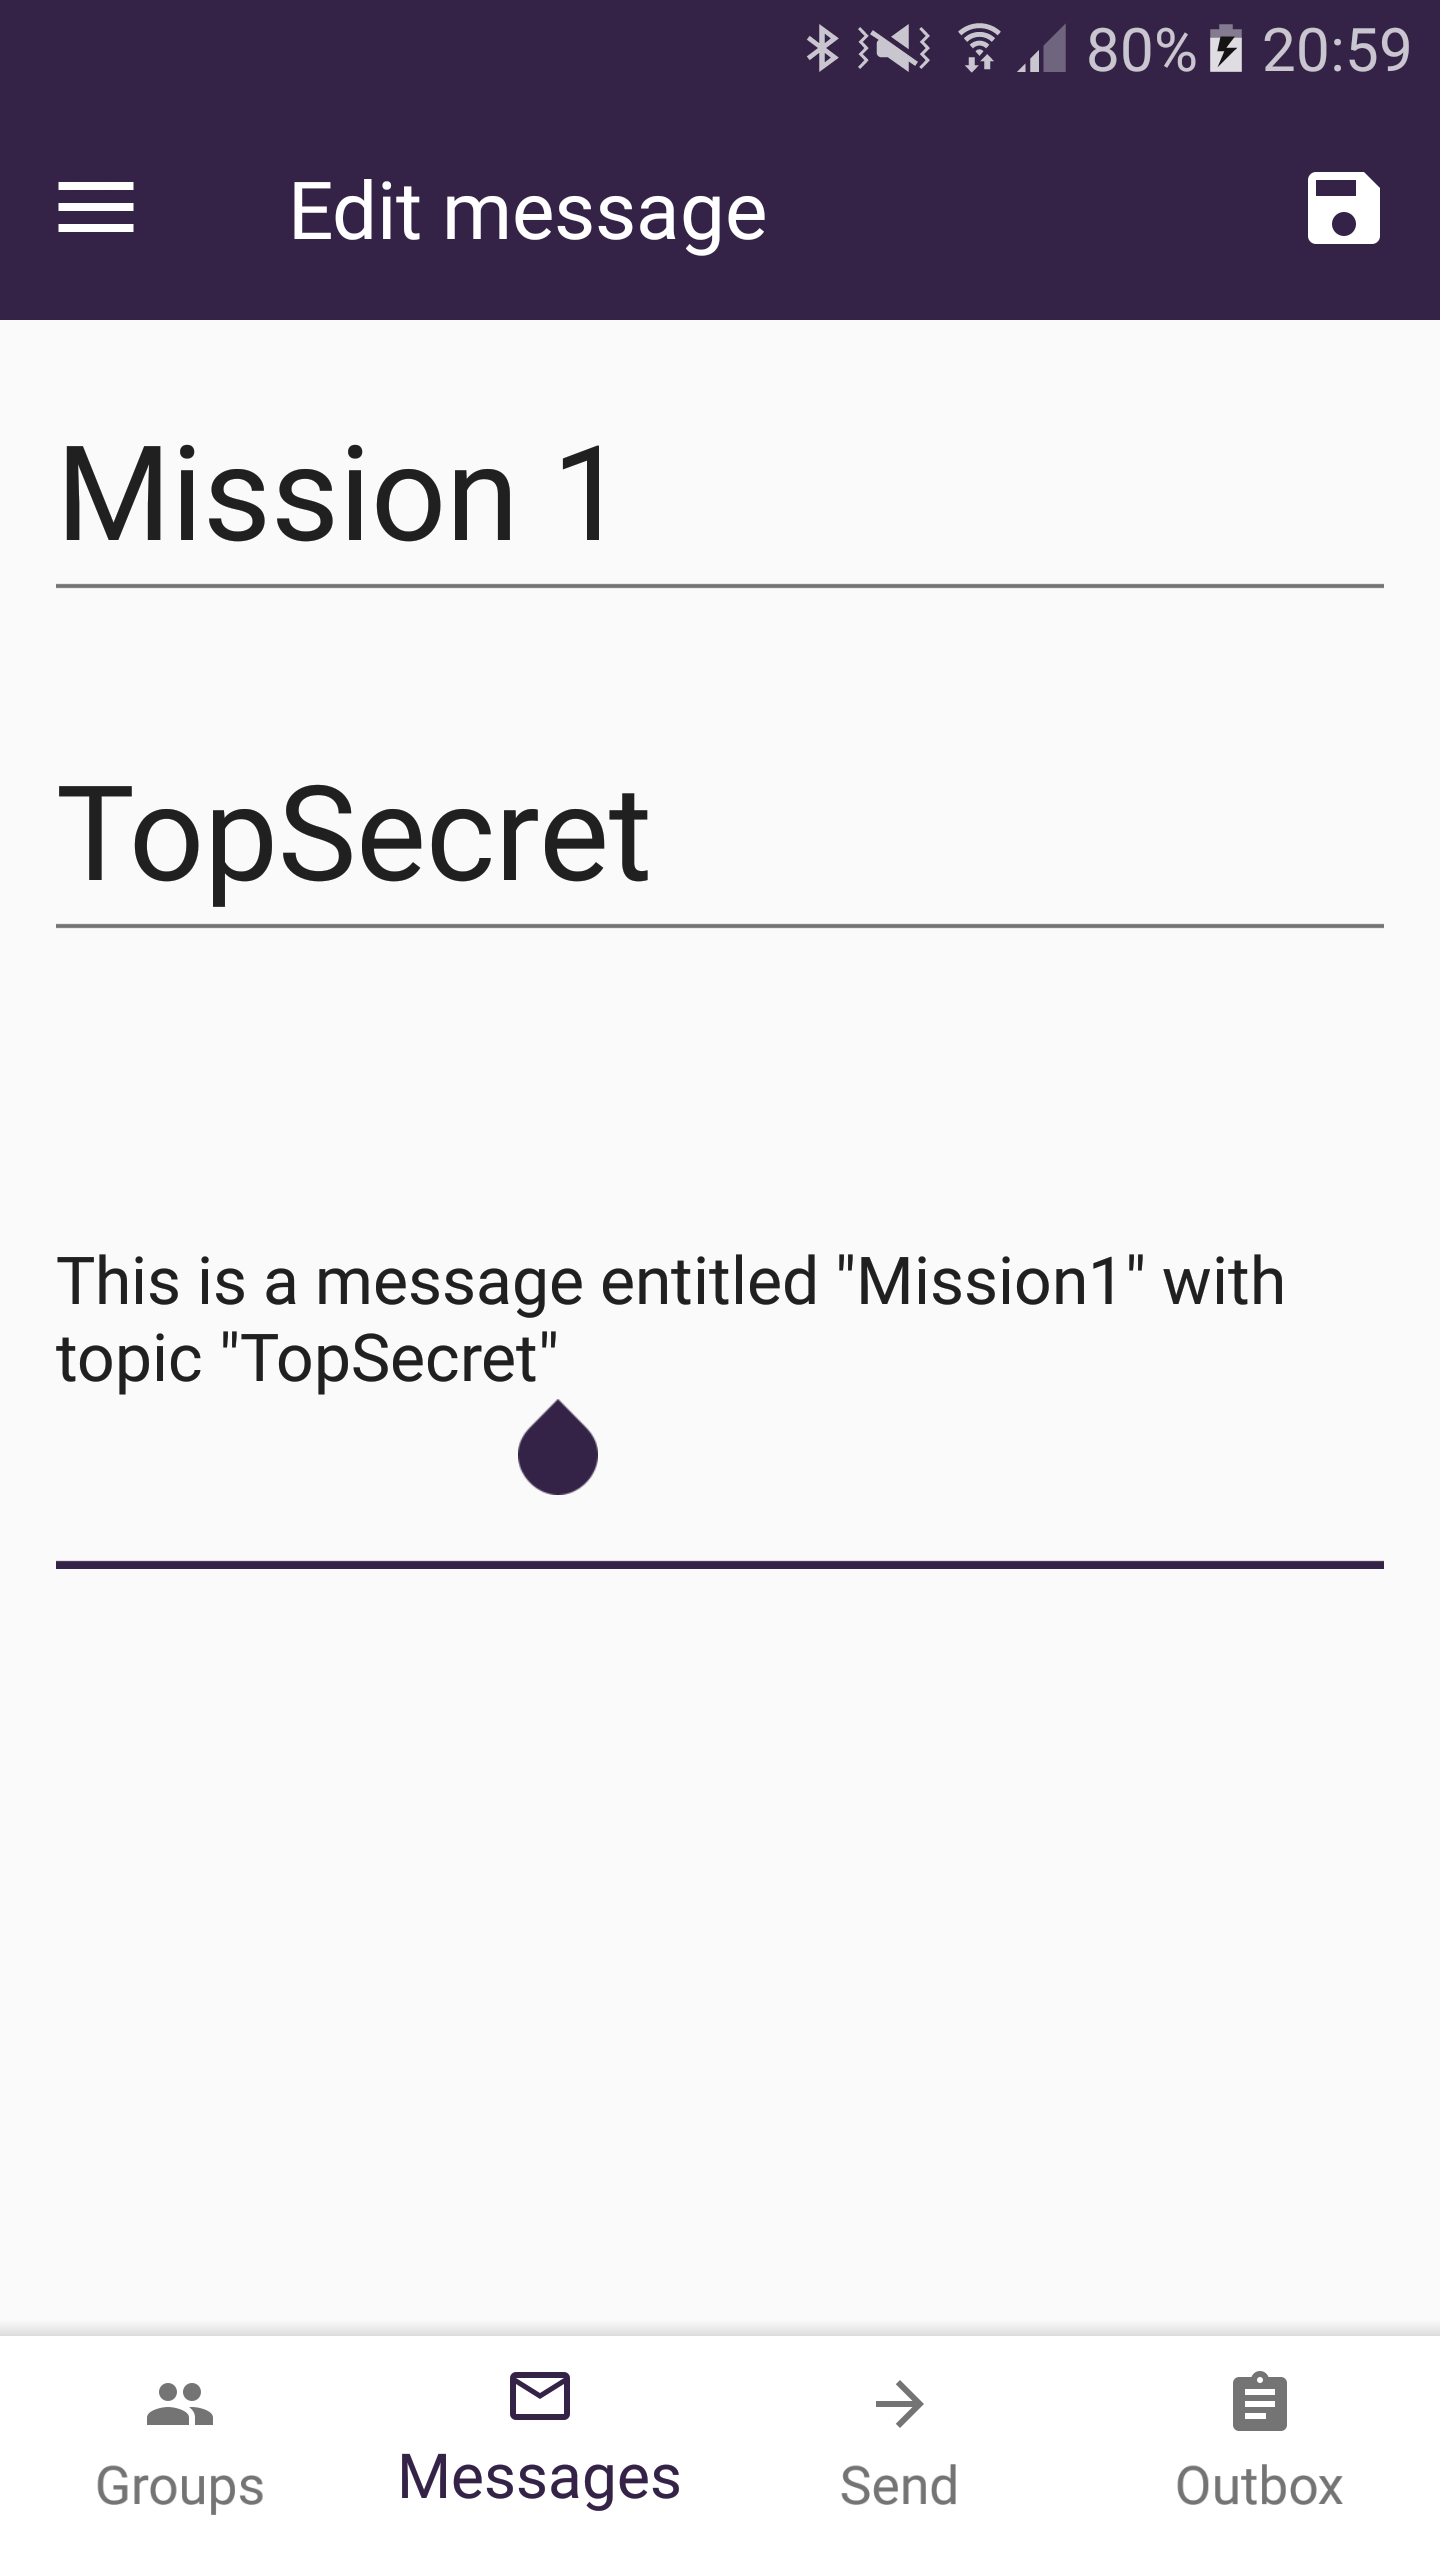 80% 20:59
Edit message
Mission 1
TopSecret
This is a message entitled "Mission1" with
topic "TopSecret"
Groups Messages Send Outbox